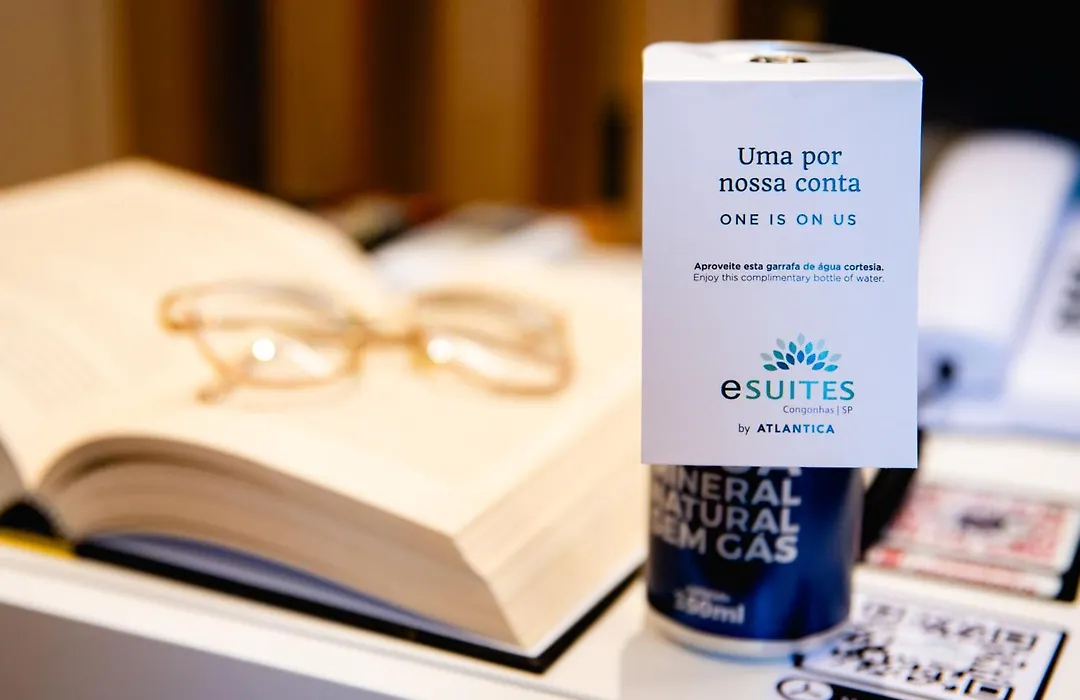 Uma por
nossa conta
ONE IS ON US
Aproveite esta garrafa de água cortesia.
Enjoy this complimentary bottle of water.
eSUITES
Congonhas | SP
by ATLANTICA
MINERAL
NATURAL
SEM GÁS
350ml